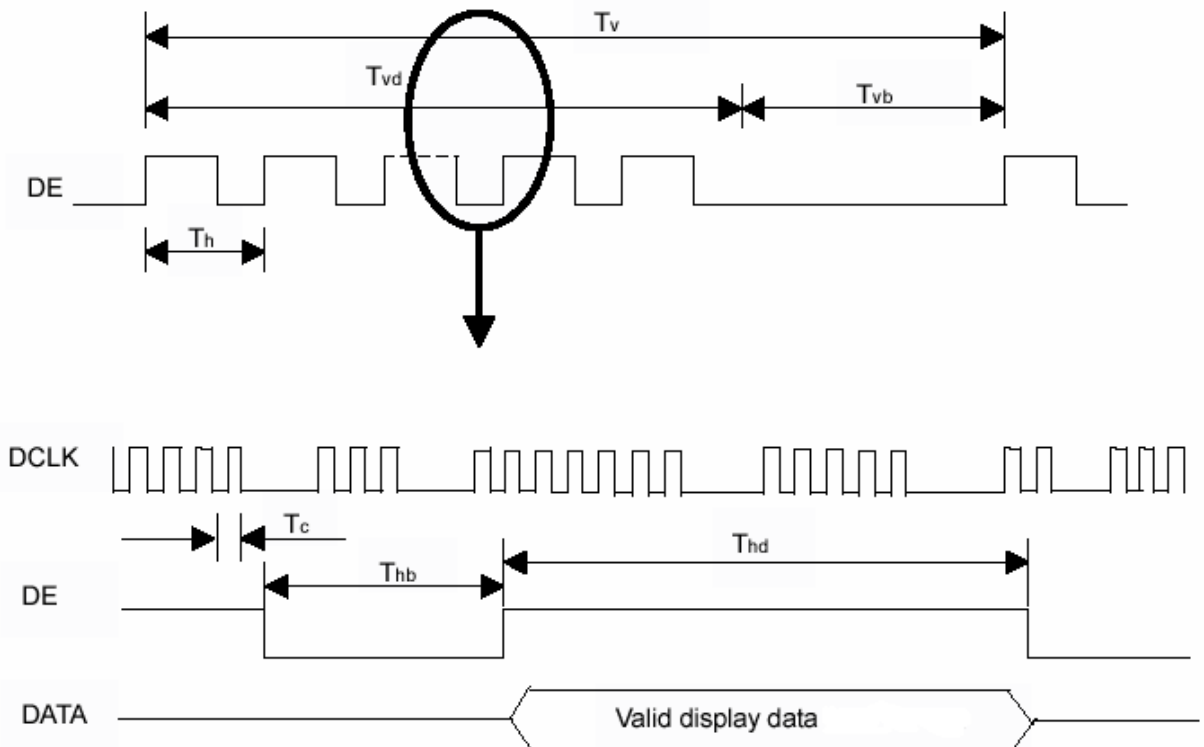 Tv
Tvd
Tvb
DE
Th
DCLK
Tc
Thd
Thb
DE
DATA
Valid display data